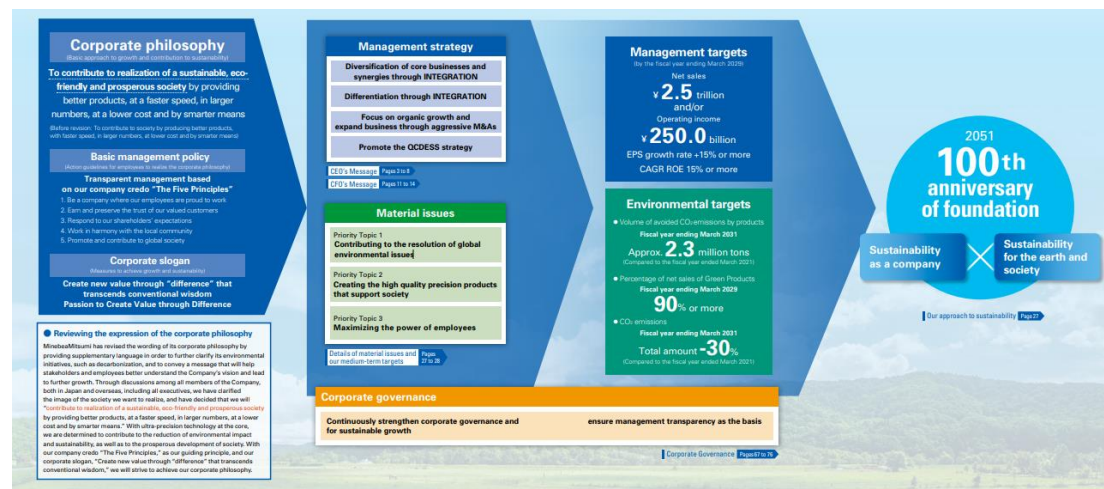 Corporate philosophy
(Basic approach to growth and contribution to sustainability)
To contribute to realization of a sustainable, eco-
friendly and prosperous society by providing
better products, at a faster speed, in larger
numbers, at a lower cost and by smarter means
(Before revision: To contribute to society by producing better products,
with faster speed, in larger numbers, at lower cost and by smarter means)
Basic management policy
(Action guidelines for employees to realize the corporate philosophy)
Transparent management based
on our company credo "The Five Principles"
1. Be a company where our employees are proud to work
2. Earn and preserve the trust of our valued customers
3. Respond to our shareholders' expectations
4. Work in harmony with the local community
5. Promote and contribute to global society
Corporate slogan
(Measures to achieve growth and sustainability)
Create new value through "difference" that
transcends conventional wisdom
Passion to Create Value through Difference
● Reviewing the expression of the corporate philosophy
MinebeaMitsumi has revised the wording of its corporate philosophy by
providing supplementary language in order to further clarify its environmental
initiatives, such as decarbonization, and to convey a message that will help
stakeholders and employees better understand the Company's vision and lead
to further growth. Through discussions among all members of the Company,
both in Japan and overseas, including all executives, we have clarified
the image of the society we want to realize, and have decided that we will
"contribute to realization of a sustainable, eco-friendly and prosperous society
by providing better products, at a faster speed, in larger numbers, at a lower
cost and by smarter means." With ultra-precision technology at the core,
we are determined to contribute to the reduction of environmental impact
and sustainability, as well as to the prosperous development of society. With
our company credo "The Five Principles," as our guiding principle, and our
corporate slogan, "Create new value through "difference" that transcends
conventional wisdom," we will strive to achieve our corporate philosophy.
Management strategy
Diversification of core businesses and
synergies through INTEGRATION
Differentiation through INTEGRATION
Focus on organic growth and
expand business through aggressive M&As
Promote the QCDESS strategy
CEO's Message Pages 3 to 8
CFO's Message Pages 11 to 14
Material issues
Priority Topic 1
Contributing to the resolution of global
environmental issues
Priority Topic 2
Creating the high quality precision products
that support society
Priority Topic 3
Maximizing the power of employees
Details of material issues and
our medium-term targets
Pages
27 to 28
Management targets
(by the fiscal year ending March 2029)
Net sales
¥ 2.5 trillion
and/or
Operating income
¥ 250.0 billion
EPS growth rate +15% or more
CAGR ROE 15% or more
Environmental targets
● Volume of avoided CO₂ emissions by products
Fiscal year ending March 2031
Approx. 2.3 million tons
(Compared to the fiscal year ended March 2021)
● Percentage of net sales of Green Products
Fiscal year ending March 2029
90% or more
● CO₂ emissions
Fiscal year ending March 2031
Total amount -30%
(Compared to the fiscal year ended March 2021)
Corporate governance
Continuously strengthen corporate governance and ensure management transparency as the basis
for sustainable growth
Corporate Governance Pages 67 to 76
2051
100th
anniversary
of foundation
Sustainability
as a company
Sustainability
for the earth and
society
Our approach to sustainability Page 27